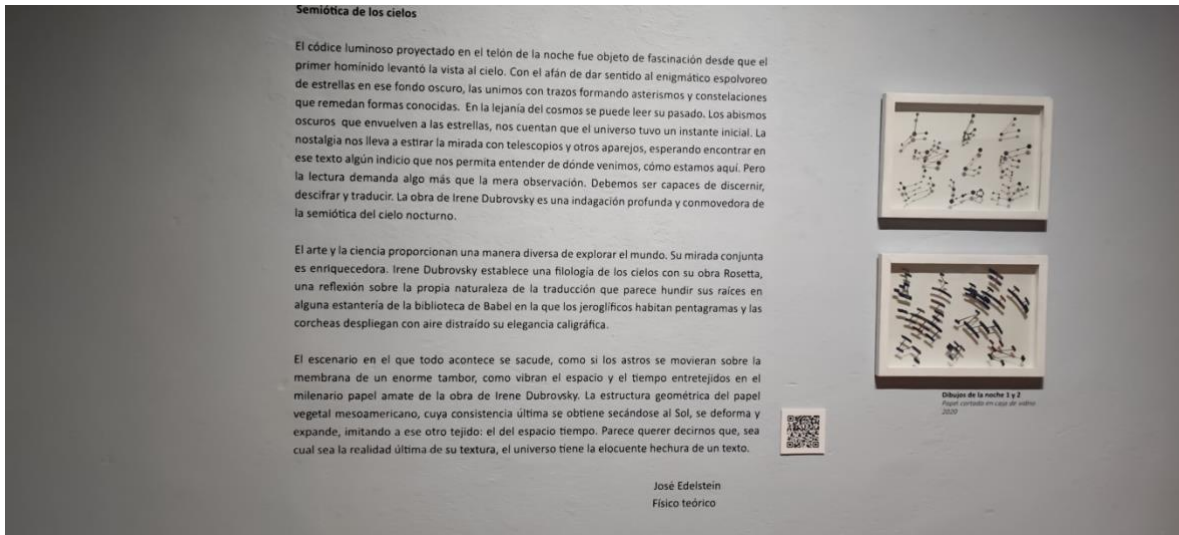 Semiótica de los cielos
El códice luminoso proyectado en el telón de la noche fue objeto de fascinación desde que el
primer homínido levantó la vista al cielo. Con el afán de dar sentido al enigmático espolvoreo
de estrellas en ese fondo oscuro, las unimos con trazos formando asterismos y constelaciones
que remedan formas conocidas. En la lejanía del cosmos se puede leer su pasado. Los abismos
oscuros que envuelven a las estrellas, nos cuentan que el universo tuvo un instante inicial. La
nostalgia nos lleva a estirar la mirada con telescopios y otros aparejos, esperando encontrar en
ese texto algún indicio que nos permita entender de dónde venimos, cómo estamos aquí. Pero
la lectura demanda algo más que la mera observación. Debemos ser capaces de discernir,
descifrar y traducir. La obra de Irene Dubrovsky es una indagación profunda y conmovedora de
la semiótica del cielo nocturno.
El arte y la ciencia proporcionan una manera diversa de explorar el mundo. Su mirada conjunta
es enriquecedora. Irene Dubrovsky establece una filología de los cielos con su obra Rosetta,
una reflexión sobre la propia naturaleza de la traducción que parece hundir sus raíces en
alguna estantería de la biblioteca de Babel en la que los jeroglíficos habitan pentagramas y las
corcheas despliegan con aire distraído su elegancia caligráfica.
El escenario en el que todo acontece se sacude, como si los astros se movieran sobre la
membrana de un enorme tambor, como vibran el espacio y el tiempo entretejidos en el
milenario papel amate de la obra de Irene Dubrovsky. La estructura geométrica del papel
vegetal mesoamericano, cuya consistencia última se obtiene secándose al Sol, se deforma y
expande, imitando a ese otro tejido: el del espacio tiempo. Parece querer decirnos que, sea
cual sea la realidad última de su textura, el universo tiene la elocuente hechura de un texto.
José Edelstein
Físico teórico
Dibujos de la noche 1 y 2
Papel cortado en caja de vidrio
2020